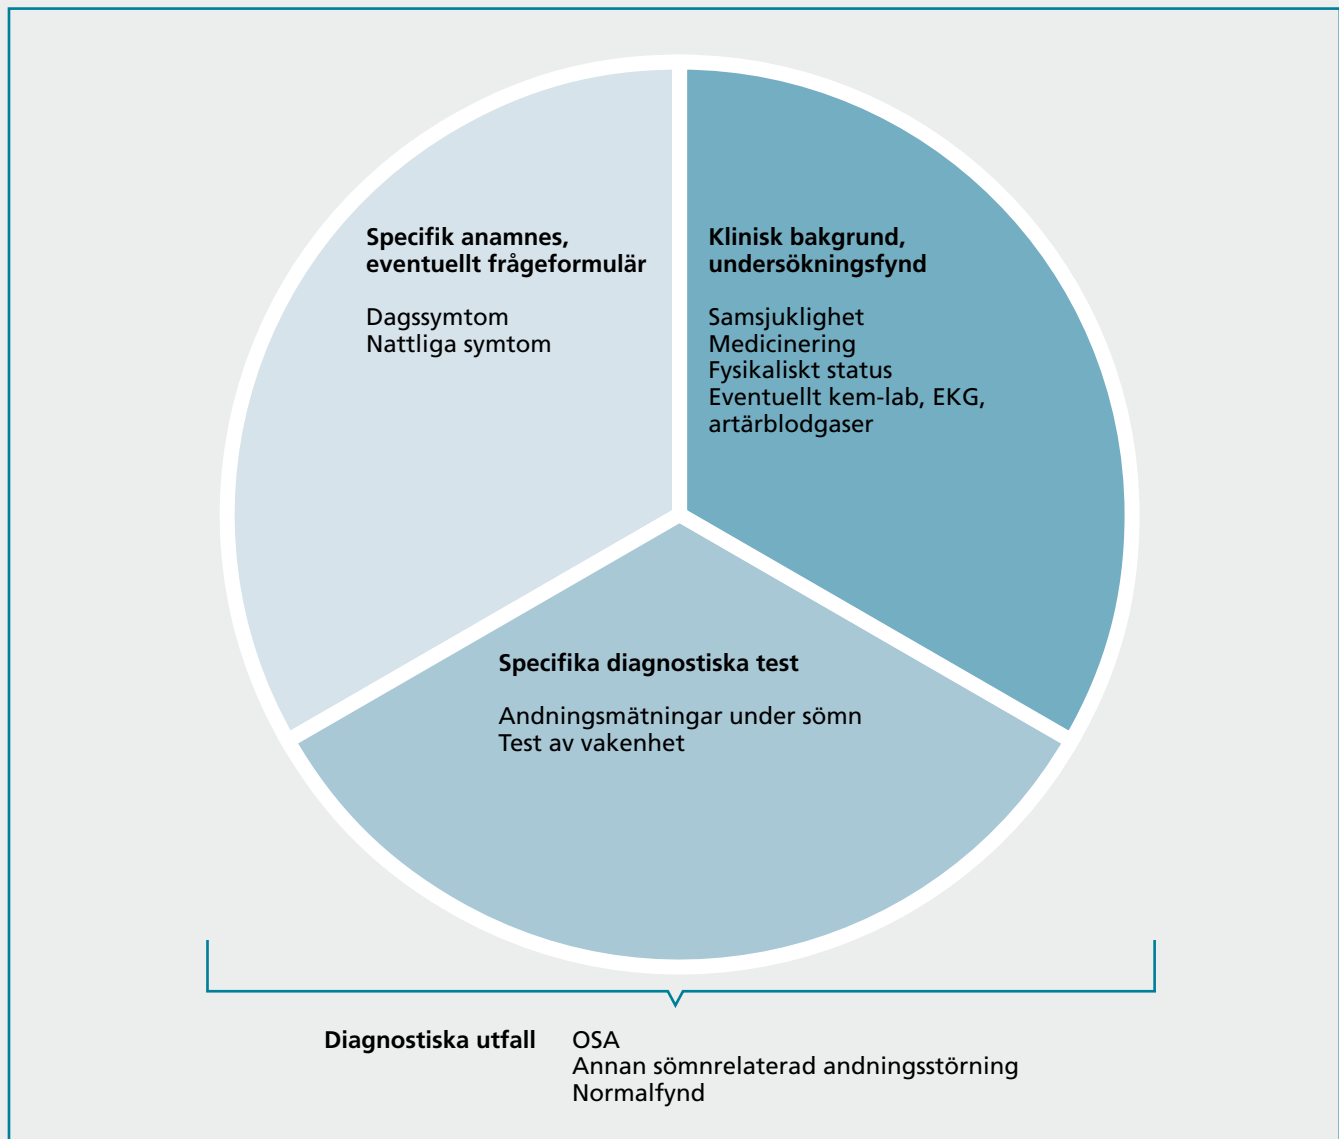 Specifik anamnes,
eventuellt frågeformulär
Dagssymtom
Nattliga symtom
Klinisk bakgrund,
undersökningsfynd
Samsjuklighet
Medicinering
Fysikaliskt status
Eventuellt kem-lab, EKG,
artärblodgaser
Specifika diagnostiska test
Andningsmätningar under sömn
Test av vakenhet
Diagnostiska utfall OSA
Annan sömnrelaterad andningsstörning
Normalfynd